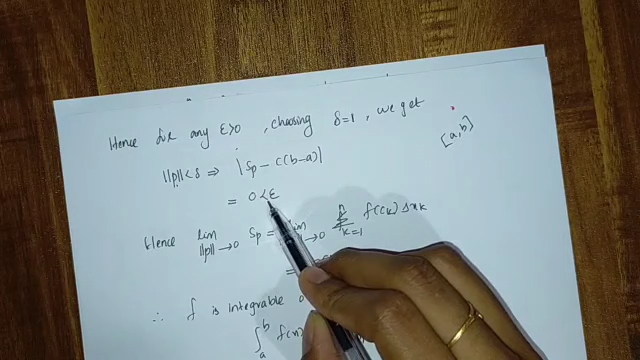 Hence for any ε>0, choosing δ=1, we get
[a,b]
||p||<δ ⇒ |Sp - c(b-a)|
= 0<ε
Hence lim ||p||→0 Sp = lim ||p||→0 n Σ k=1 f(ck) Δxk
=
∴ f is integrable
∫ a b f(x)